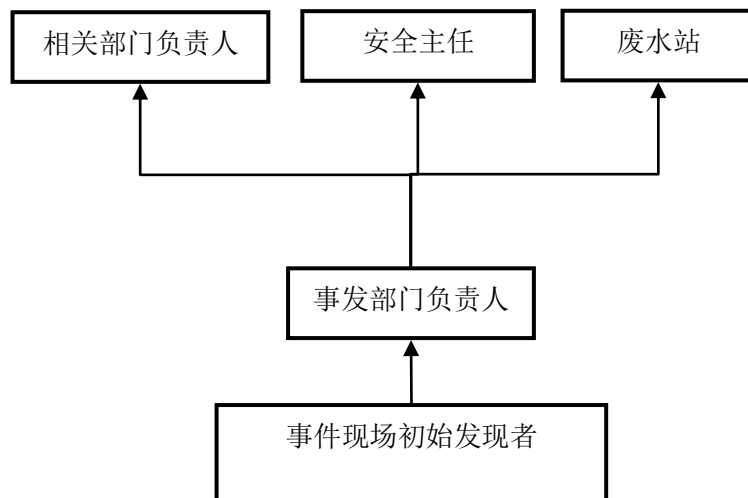 相关部门负责人
安全主任
废水站
事发部门负责人
事件现场初始发现者